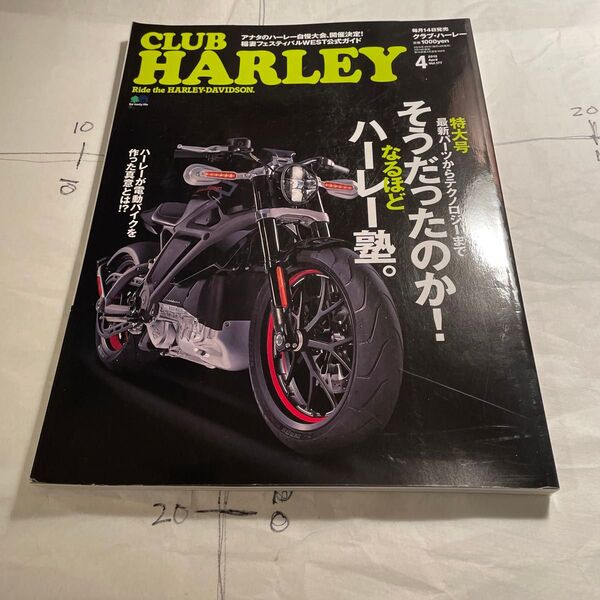 CLUB
HARLEY
Ride the HARLEY-DAVIDSON.
アナタのハーレー自慢大会、開催決定!
稲妻フェスティバルWEST公式ガイド
毎月14日発売
クラブ・ハーレー
1000yen
4
2015
April
Vol.177
特大号
最新パーツからテクノロジーまで
そうだったのか!
なるほど
ハーレー塾。
ハーレーが電動バイクを
作った真意とは!?
10
20
20